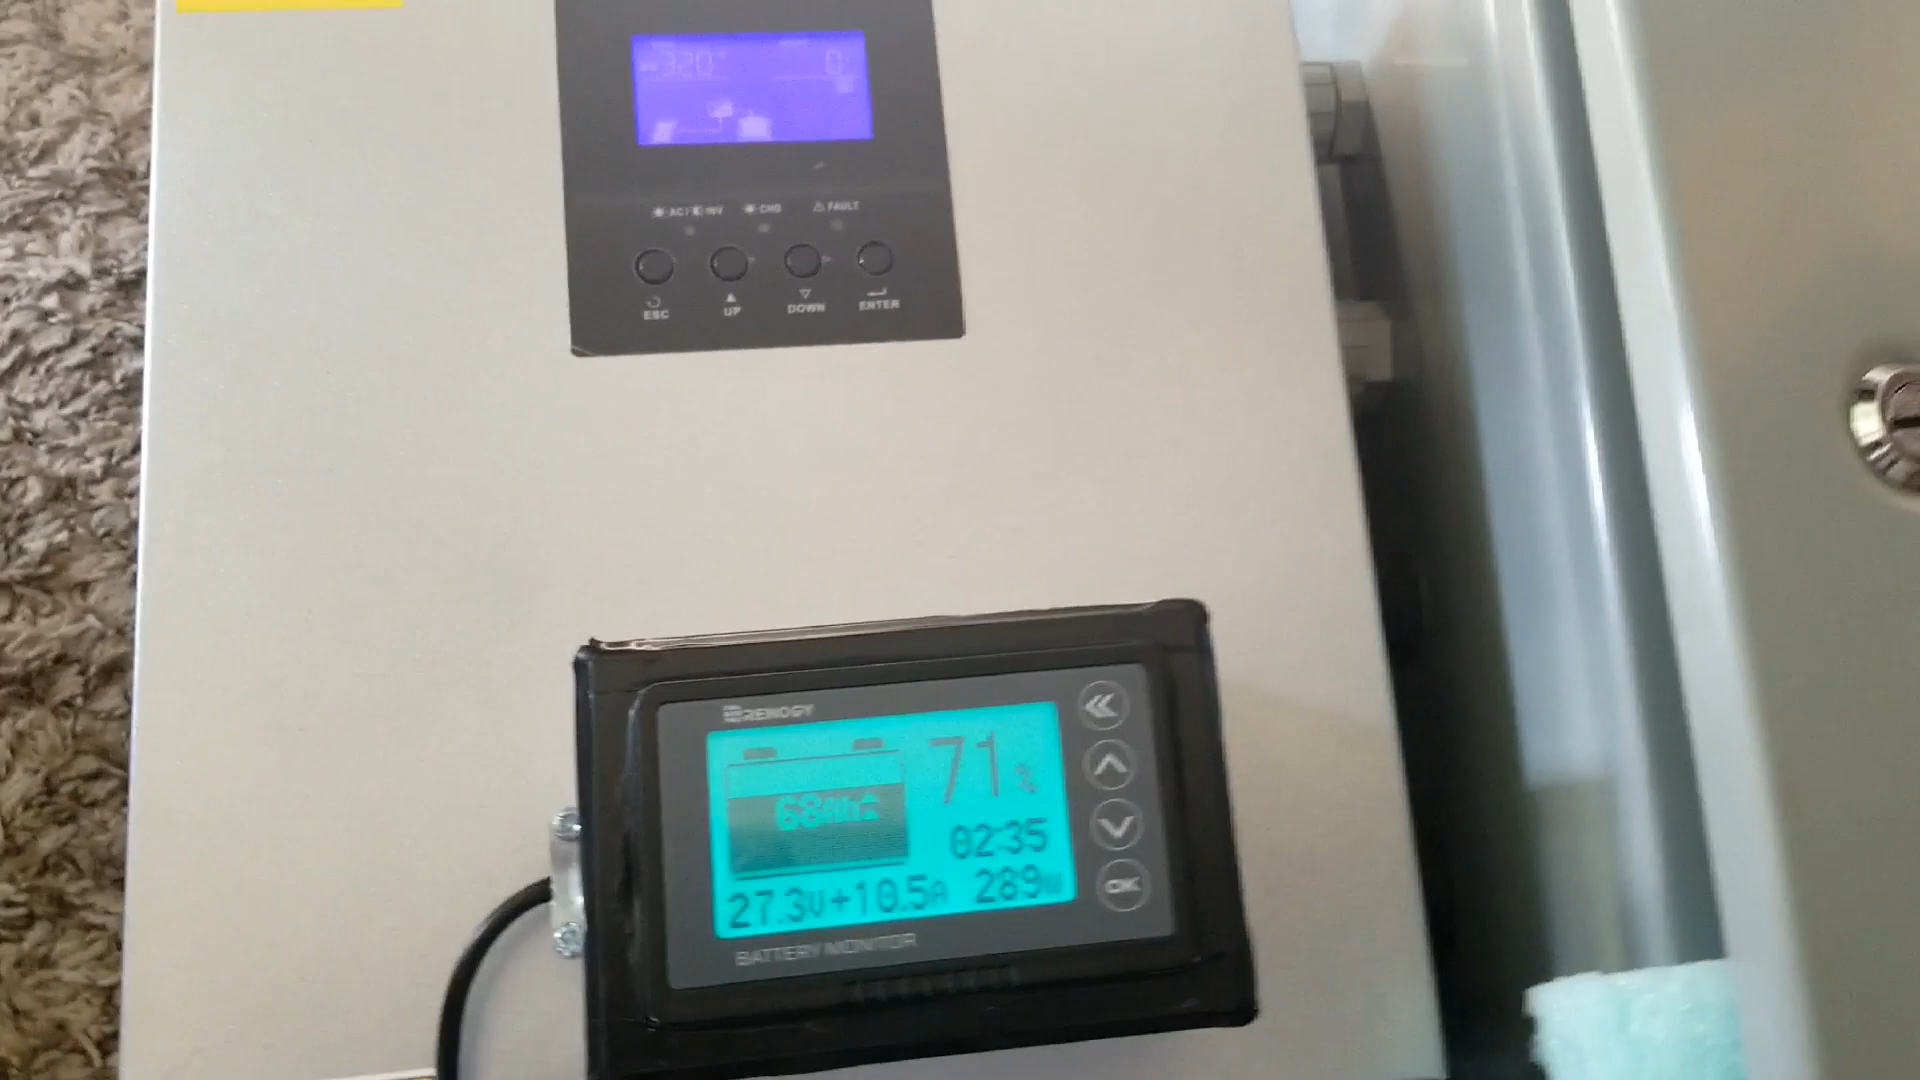 320 0
AC/INV CHG FAULT
ESC UP DOWN ENTER
RENOGY
71%
68Ah
02:35
27.3V+10.5A 289W
OK
BATTERY MONITOR